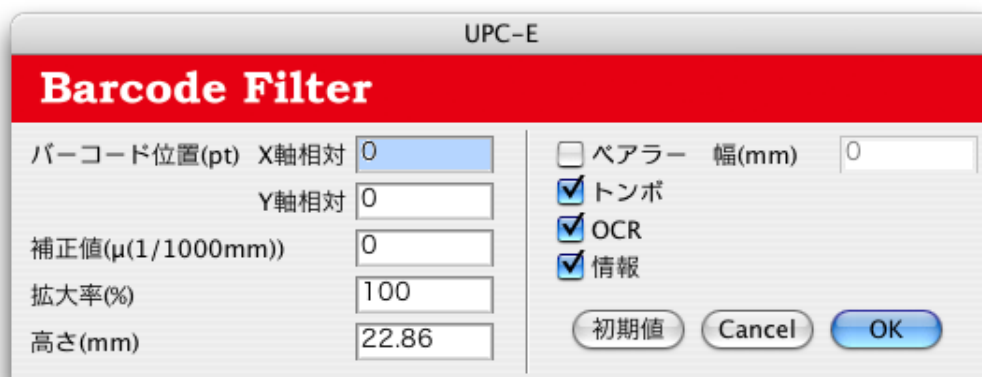 UPC-E
Barcode Filter
バーコード位置(pt) X軸相対 0
Y軸相対 0
補正値(μ(1/1000mm)) 0
拡大率(%) 100
高さ(mm) 22.86
ベアラー 幅(mm) 0
トンボ
OCR
情報
初期値 Cancel OK